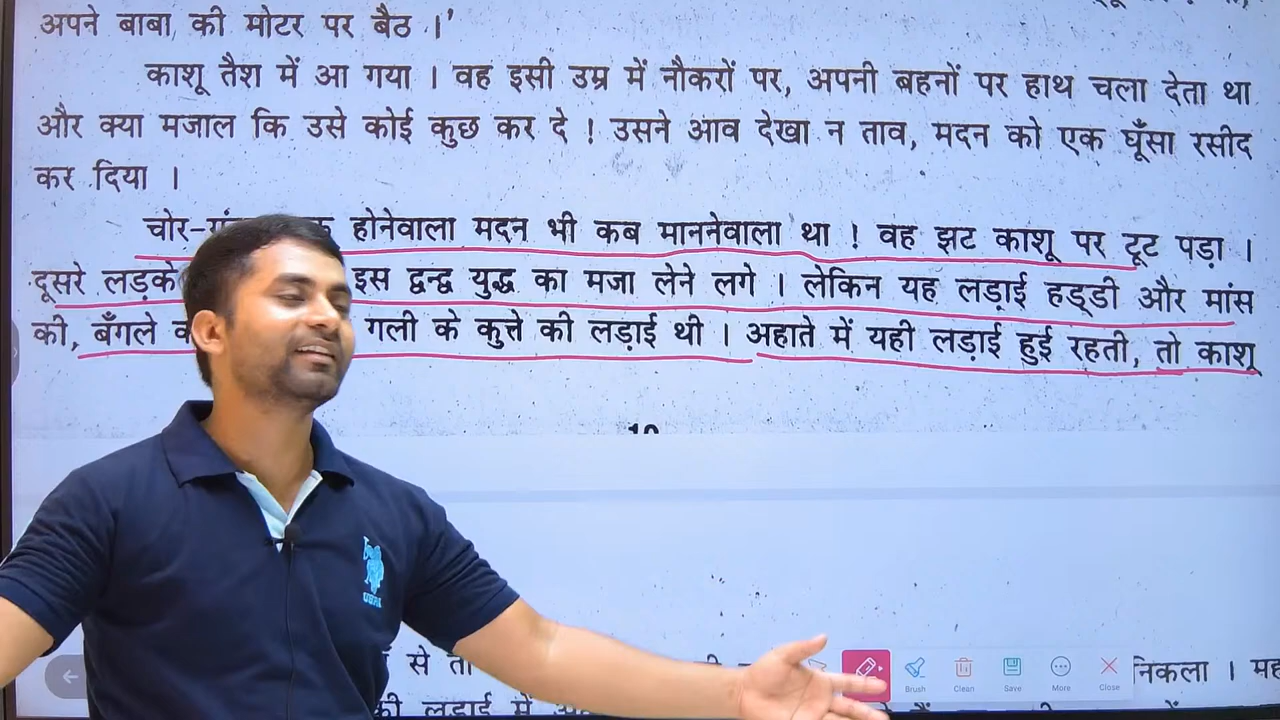 अपने बाबा की मोटर पर बैठ ।’
काशू तैश में आ गया । वह इसी उम्र में नौकरों पर, अपनी बहनों पर हाथ चला देता था
और क्या मजाल कि उसे कोई कुछ कर दे ! उसने आव देखा न ताव, मदन को एक घूँसा रसीद
कर दिया ।
चोर- होनेवाला मदन भी कब माननेवाला था ! वह झट काशू पर टूट पड़ा ।
दूसरे लड़के इस द्वन्द्व युद्ध का मजा लेने लगे । लेकिन यह लड़ाई हड्डी और मांस
की, बँगले गली के कुत्ते की लड़ाई थी । अहाते में यही लड़ाई हुई रहती, तो काशू
10
से निकला ।
की लड़ाई में
Brush Clean Save More Close